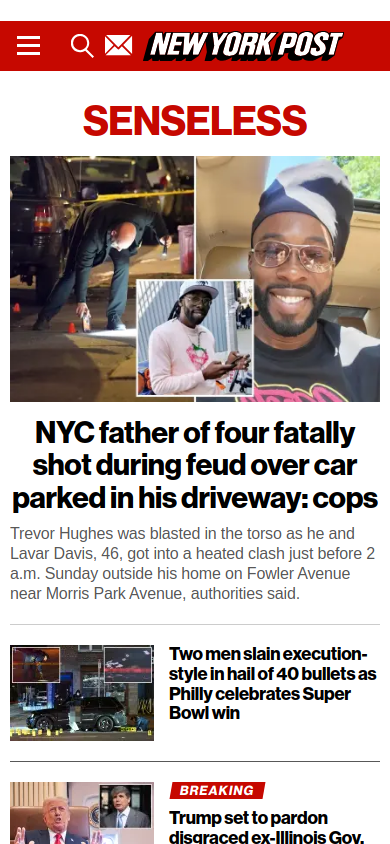 NEW YORK POST
SENSELESS
NYC father of four fatally
shot during feud over car
parked in his driveway: cops
Trevor Hughes was blasted in the torso as he and
Lavar Davis, 46, got into a heated clash just before 2
a.m. Sunday outside his home on Fowler Avenue
near Morris Park Avenue, authorities said.
Two men slain execution-
style in hail of 40 bullets as
Philly celebrates Super
Bowl win
BREAKING
Trump set to pardon
disgraced ex-Illinois Gov.